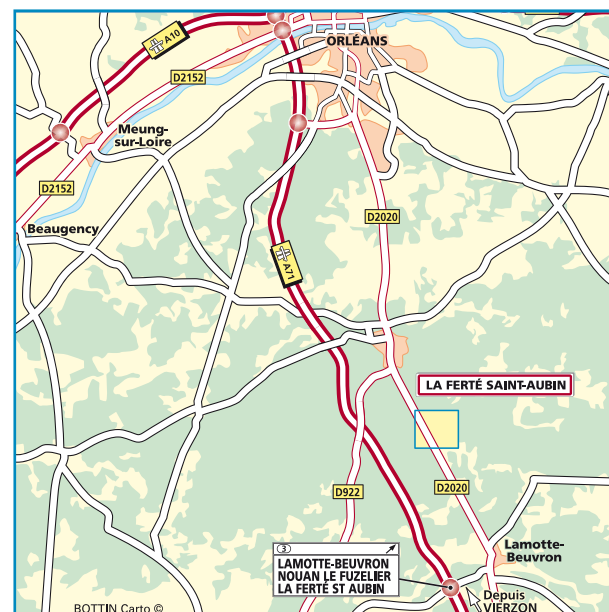 A10
ORLÉANS
D2152
Meung-
sur-Loire
D2152
Beaugency
D2020
A71
LA FERTÉ SAINT-AUBIN
D922
D2020
3
LAMOTTE-BEUVRON
NOUAN LE FUZELIER
LA FERTÉ ST AUBIN
Lamotte-
Beuvron
Depuis
VIERZON
BOTTIN Carto ©